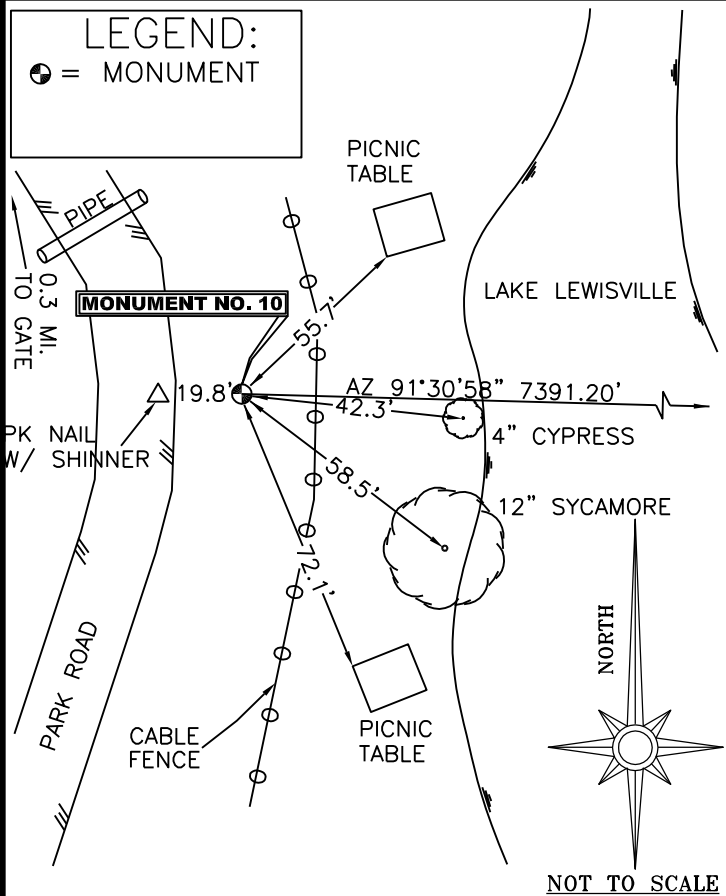 LEGEND:
= MONUMENT
PICNIC
TABLE
PIPE
0.3 MI.
TO GATE
MONUMENT NO. 10
LAKE LEWISVILLE
55.7'
19.8'
AZ 91°30'58" 7391.20'
42.3'
PK NAIL
W/ SHINNER
4" CYPRESS
58.5'
12" SYCAMORE
72.1'
NORTH
PARK ROAD
CABLE
FENCE
PICNIC
TABLE
NOT TO SCALE